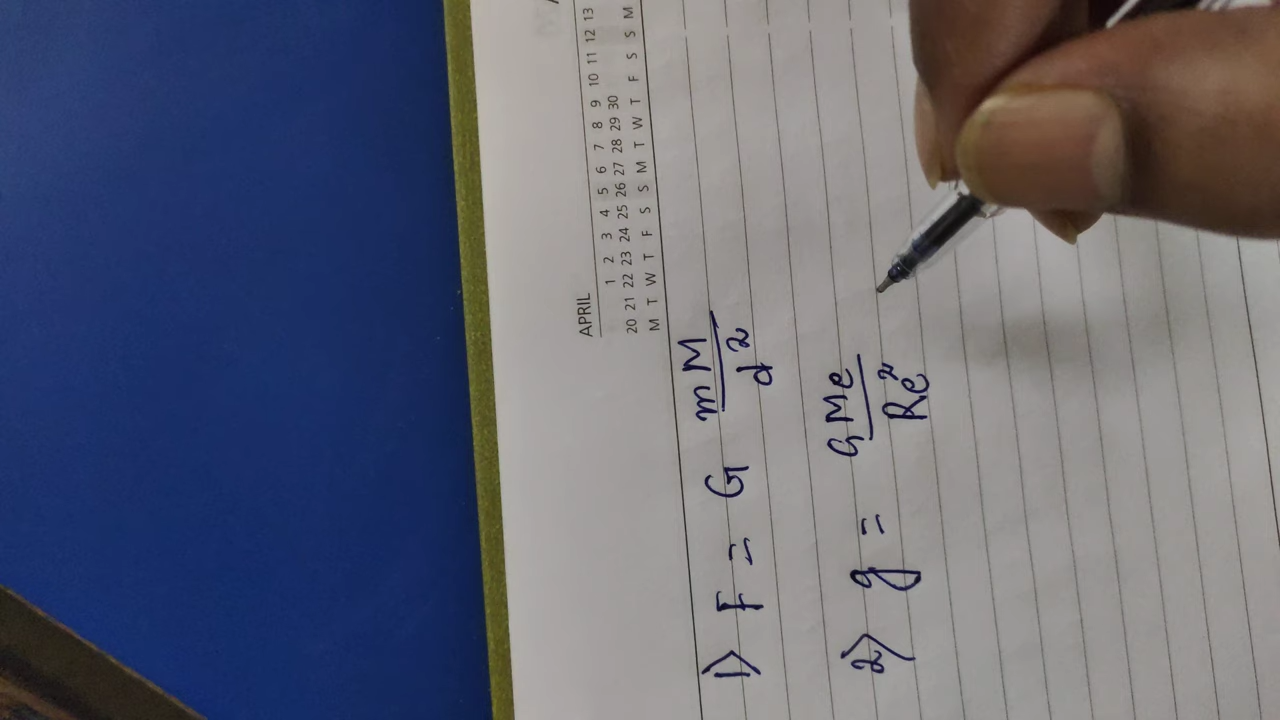 APRIL
1 2 3 4 5 6 7 8 9 10 11 12 13
20 21 22 23 24 25 26 27 28 29 30
M T W T F S S M T W T F S S M
1) F = G mM/d²
2) g = GMe/Re²